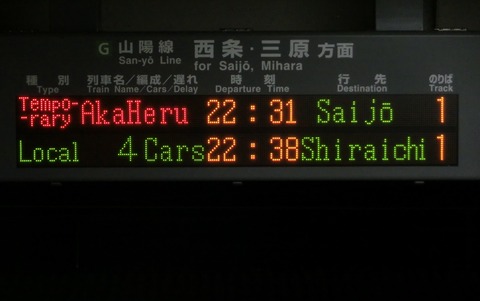 G 山陽線 西条・三原 方面
San-yō Line for Saijō, Mihara
種別 列車名／編成／遅れ 時刻 行先 のりば
Type Train Name/Cars/Delay Departure Time Destination Track
Tempo-
-rary AkaHeru 22:31 Saijō 1
Local 4 Cars 22:38 Shiraichi 1